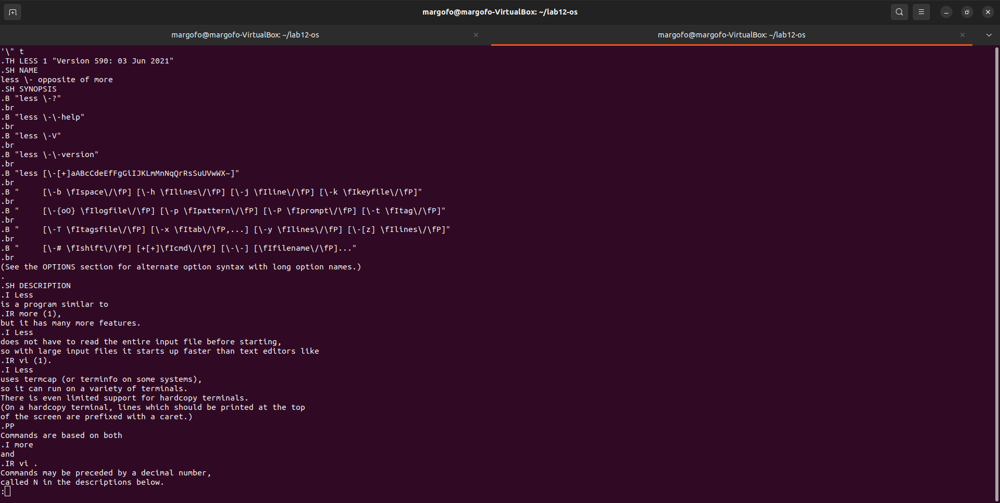 margofo@margofo-VirtualBox: ~/lab12-os
margofo@margofo-VirtualBox: ~/lab12-os
margofo@margofo-VirtualBox: ~/lab12-os
'\" t
.TH LESS 1 "Version 590: 03 Jun 2021"
.SH NAME
less \- opposite of more
.SH SYNOPSIS
.B "less \-?"
.br
.B "less \-\-help"
.br
.B "less \-V"
.br
.B "less \-\-version"
.br
.B "less [\-[+]aABcCdeEfFgGiIJKLmMnNqQrRsSuUVwWX~]"
.br
.B "     [\-b \fIspace\/\fP] [\-h \fIlines\/\fP] [\-j \fIline\/\fP] [\-k \fIkeyfile\/\fP]"
.br
.B "     [\-{oO} \fIlogfile\/\fP] [\-p \fIpattern\/\fP] [\-P \fIprompt\/\fP] [\-t \fItag\/\fP]"
.br
.B "     [\-T \fItagsfile\/\fP] [\-x \fItab\/\fP,...] [\-y \fIlines\/\fP] [\-[z] \fIlines\/\fP]"
.br
.B "     [\-# \fIshift\/\fP] [+[+]\fIcmd\/\fP] [\-\-] [\fIfilename\/\fP]..."
.br
(See the OPTIONS section for alternate option syntax with long option names.)
.
.SH DESCRIPTION
.I Less
is a program similar to
.IR more (1),
but it has many more features.
.I Less
does not have to read the entire input file before starting,
so with large input files it starts up faster than text editors like
.IR vi (1).
.I Less
uses termcap (or terminfo on some systems),
so it can run on a variety of terminals.
There is even limited support for hardcopy terminals.
(On a hardcopy terminal, lines which should be printed at the top
of the screen are prefixed with a caret.)
.PP
Commands are based on both
.I more
and
.IR vi .
Commands may be preceded by a decimal number,
called N in the descriptions below.
: